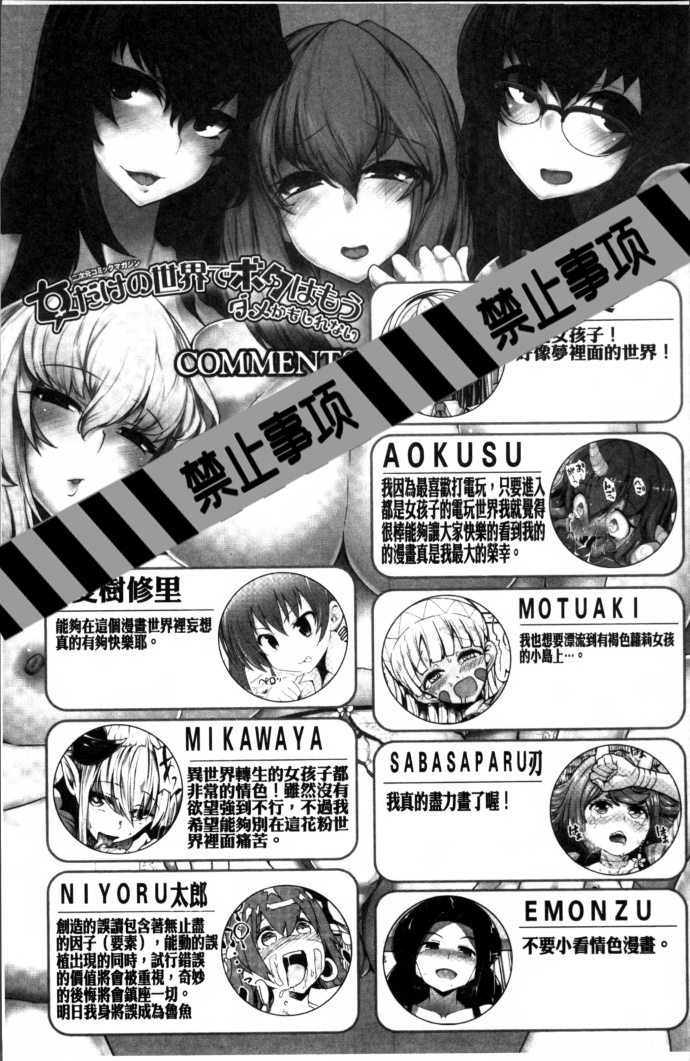 二次元コミックマガジン
女だけの世界でボクはもう
ダメかもしれない
COMMENT
禁止事项
禁止事项
女孩子！
好像夢裡面的世界！
AOKUSU
我因為最喜歡打電玩，只要進入
都是女孩子的電玩世界我就覺得
很棒能夠讓大家快樂的看到我的
的漫畫真是我最大的榮幸。
樹修里
能夠在這個漫畫世界裡妄想
真的有夠快樂耶。
MOTUAKI
我也想要漂流到有褐色蘿莉女孩
的小島上…。
MIKAWAYA
異世界轉生的女孩子都
非常的情色！雖然沒有
欲望強到不行，不過我
希望能夠別在這花粉世
界裡面痛苦。
SABASAPARU刃
我真的盡力畫了喔！
NIYORU太郎
創造的誤讀包含著無止盡
的因子（要素），能動的誤
植出現的同時，試行錯誤
的價值將會被重視，奇妙
的後悔將會鎮座一切。
明日我身將誤成為魯魚
EMONZU
不要小看情色漫畫。